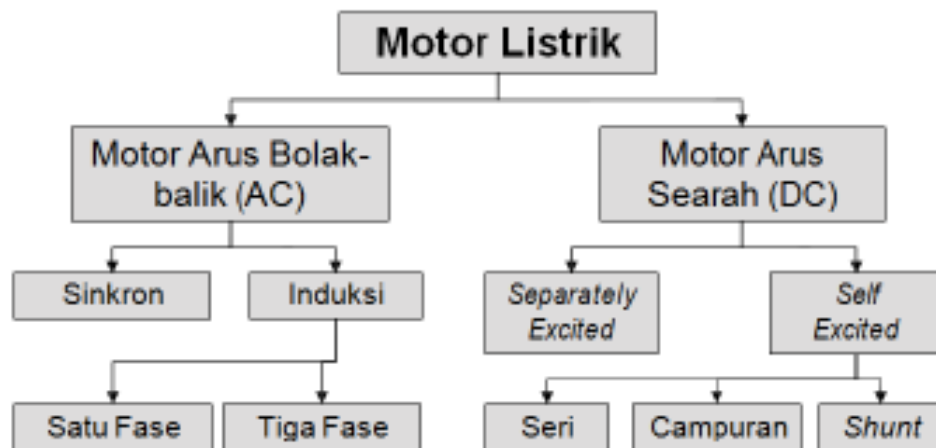 Motor Listrik
Motor Arus Bolak-
balik (AC)
Motor Arus
Searah (DC)
Sinkron
Induksi
Separately
Excited
Self
Excited
Satu Fase
Tiga Fase
Seri
Campuran
Shunt